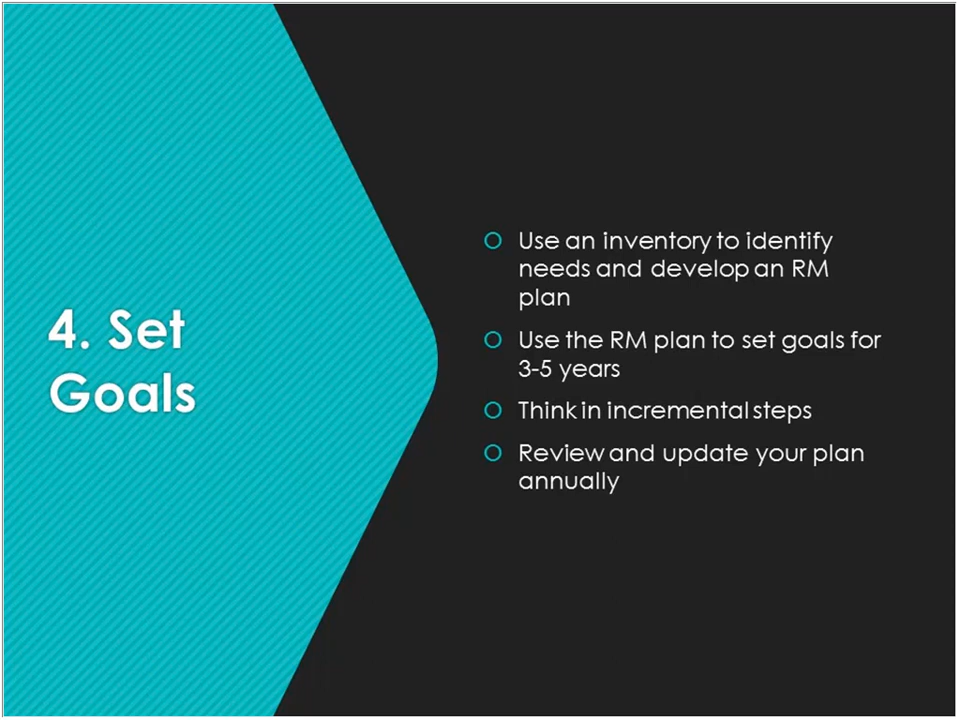 4. Set
Goals
Use an inventory to identify
needs and develop an RM
plan
Use the RM plan to set goals for
3-5 years
Think in incremental steps
Review and update your plan
annually